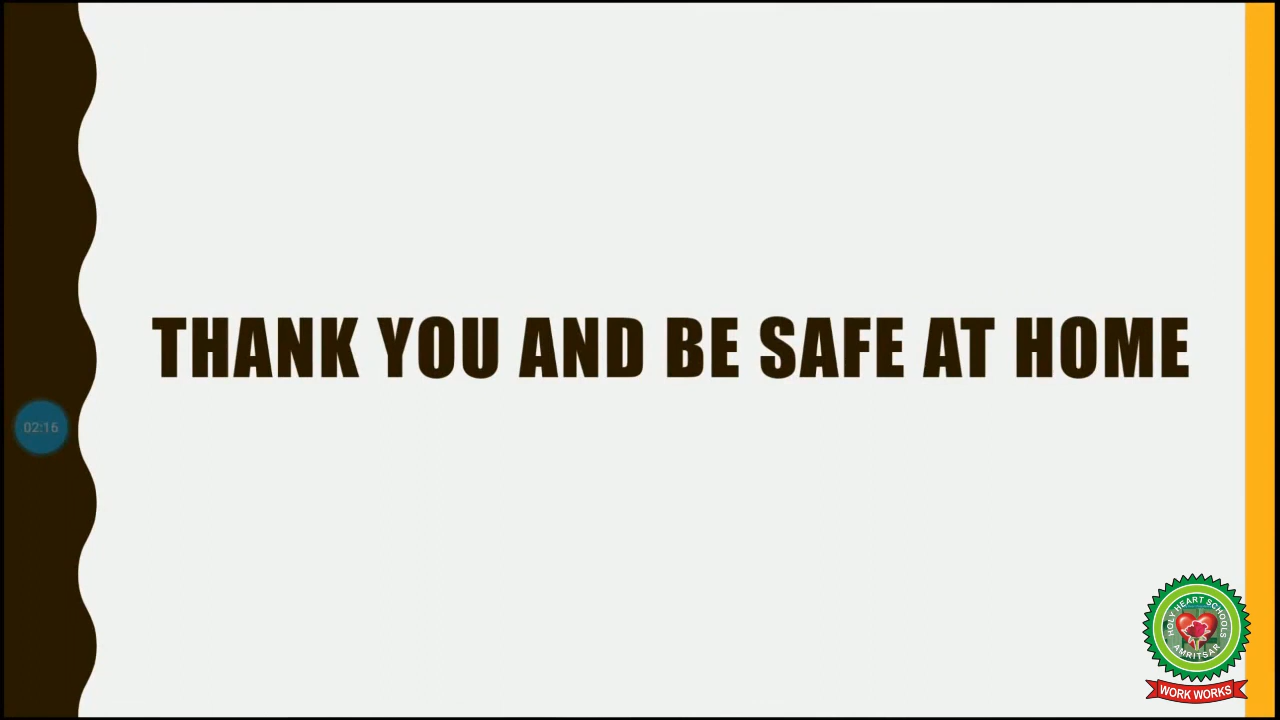 THANK YOU AND BE SAFE AT HOME
02:16
HOLY HEART SCHOOLS
AMRITSAR
WORK WORKS